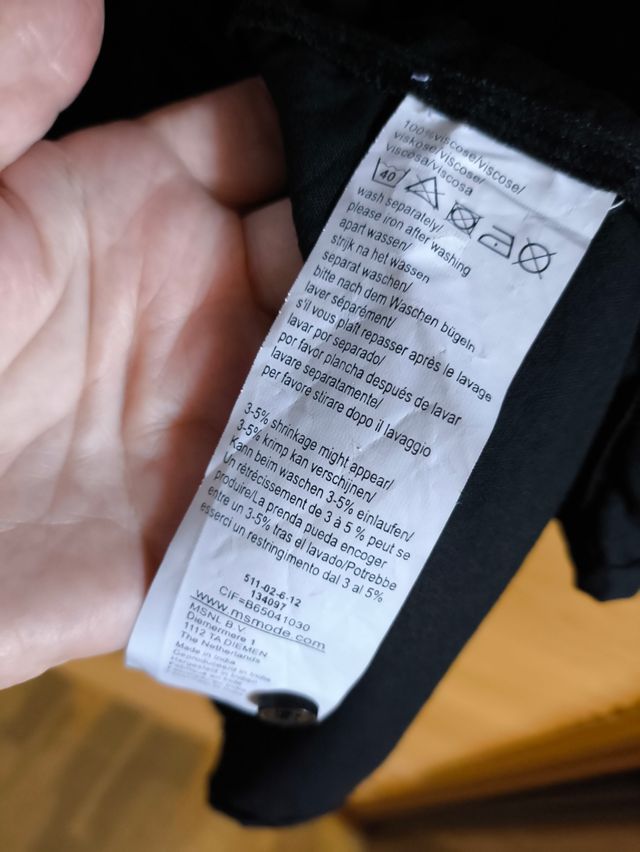 100%viscose/viscose/
viskose/viscose/
viscosa/viscosa
40
wash separately/
please iron after washing
apart wassen/
strijk na het wassen
separat waschen/
bitte nach dem Waschen bügeln
laver séparément/
s'il vous plaît repasser après le lavage
lavar por separado/
por favor plancha después de lavar
lavare separatamente/
per favore stirare dopo il lavaggio
3-5% shrinkage might appear/
3-5% krimp kan verschijnen/
Kann beim waschen 3-5% einlaufen/
Un rétrécissement de 3 à 5 % peut se
produire/La prenda pueda encoger
entre un 3-5% tras el lavado/Potrebbe
esserci un restringimento dal 3 al 5%
511-02-6-12
134097
CIF=B65041030
www.msmode.com
MSNL B.V.
Diemermere 1
1112 TA DIEMEN
The Netherlands
Made in India